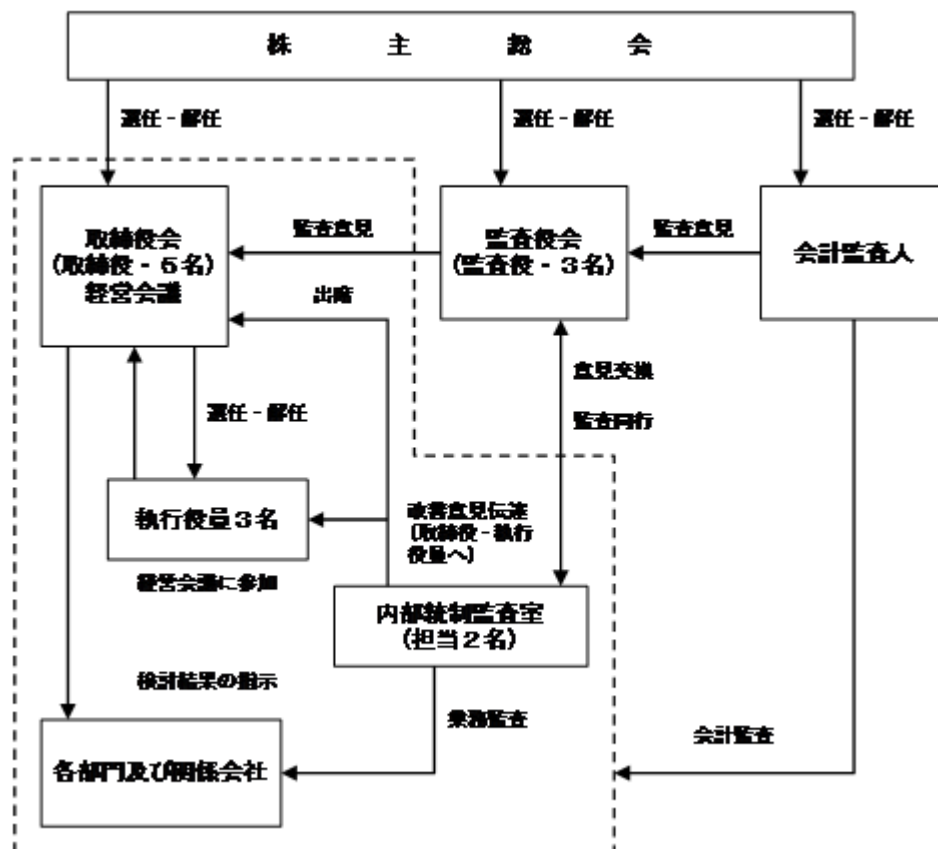 株主総会
選任‐解任
選任‐解任
選任‐解任
取締役会
(取締役‐5名)
経営会議
監査意見
監査役会
(監査役‐3名)
監査意見
会計監査人
出席
意見交換
監査同行
選任‐解任
執行役員3名
改善意見伝達
(取締役‐執行
役員へ)
経営会議に参加
内部統制監査室
(担当2名)
検討結果の指示
業務監査
会計監査
各部門及び関係会社